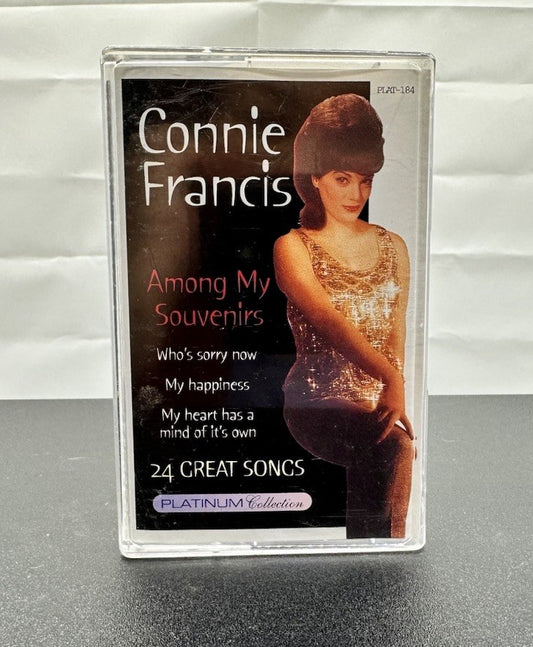 PLAT-184
Connie
Francis
Among My
Souvenirs
Who's sorry now
My happiness
My heart has a
mind of it's own
24 GREAT SONGS
PLATINUM Collection